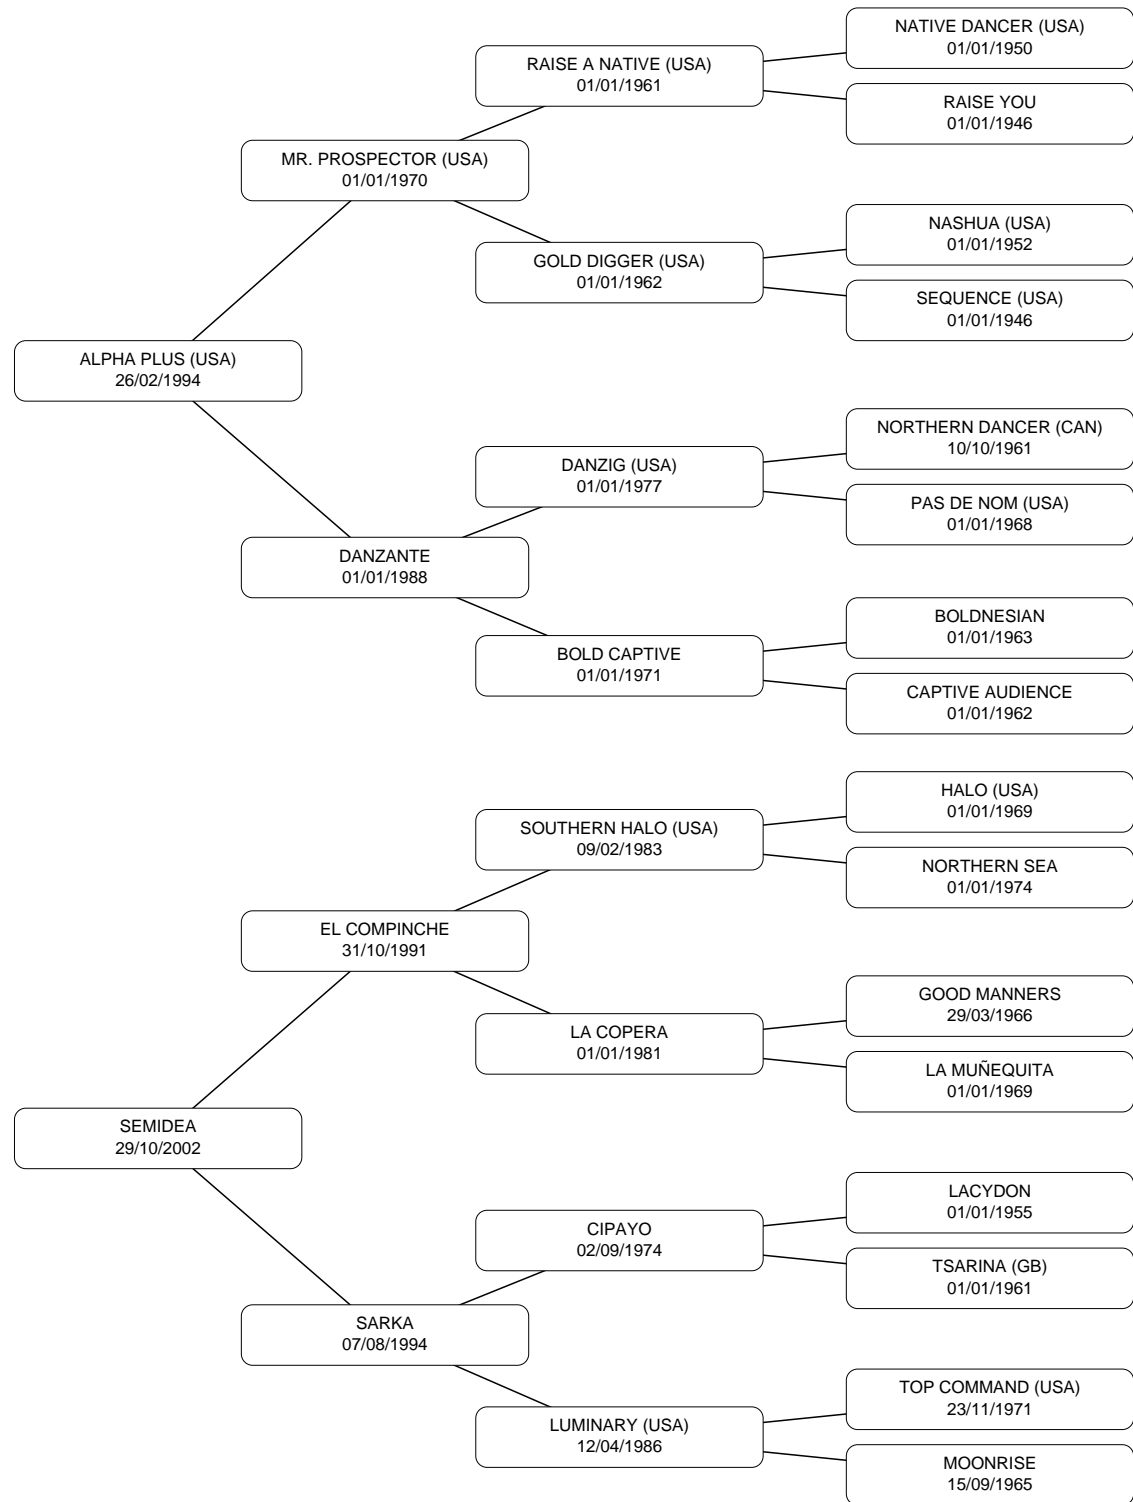 NATIVE DANCER (USA)
01/01/1950
RAISE A NATIVE (USA)
01/01/1961
RAISE YOU
01/01/1946
MR. PROSPECTOR (USA)
01/01/1970
NASHUA (USA)
01/01/1952
GOLD DIGGER (USA)
01/01/1962
SEQUENCE (USA)
01/01/1946
ALPHA PLUS (USA)
26/02/1994
NORTHERN DANCER (CAN)
10/10/1961
DANZIG (USA)
01/01/1977
PAS DE NOM (USA)
01/01/1968
DANZANTE
01/01/1988
BOLDNESIAN
01/01/1963
BOLD CAPTIVE
01/01/1971
CAPTIVE AUDIENCE
01/01/1962
HALO (USA)
01/01/1969
SOUTHERN HALO (USA)
09/02/1983
NORTHERN SEA
01/01/1974
EL COMPINCHE
31/10/1991
GOOD MANNERS
29/03/1966
LA COPERA
01/01/1981
LA MUÑEQUITA
01/01/1969
SEMIDEA
29/10/2002
LACYDON
01/01/1955
CIPAYO
02/09/1974
TSARINA (GB)
01/01/1961
SARKA
07/08/1994
TOP COMMAND (USA)
23/11/1971
LUMINARY (USA)
12/04/1986
MOONRISE
15/09/1965